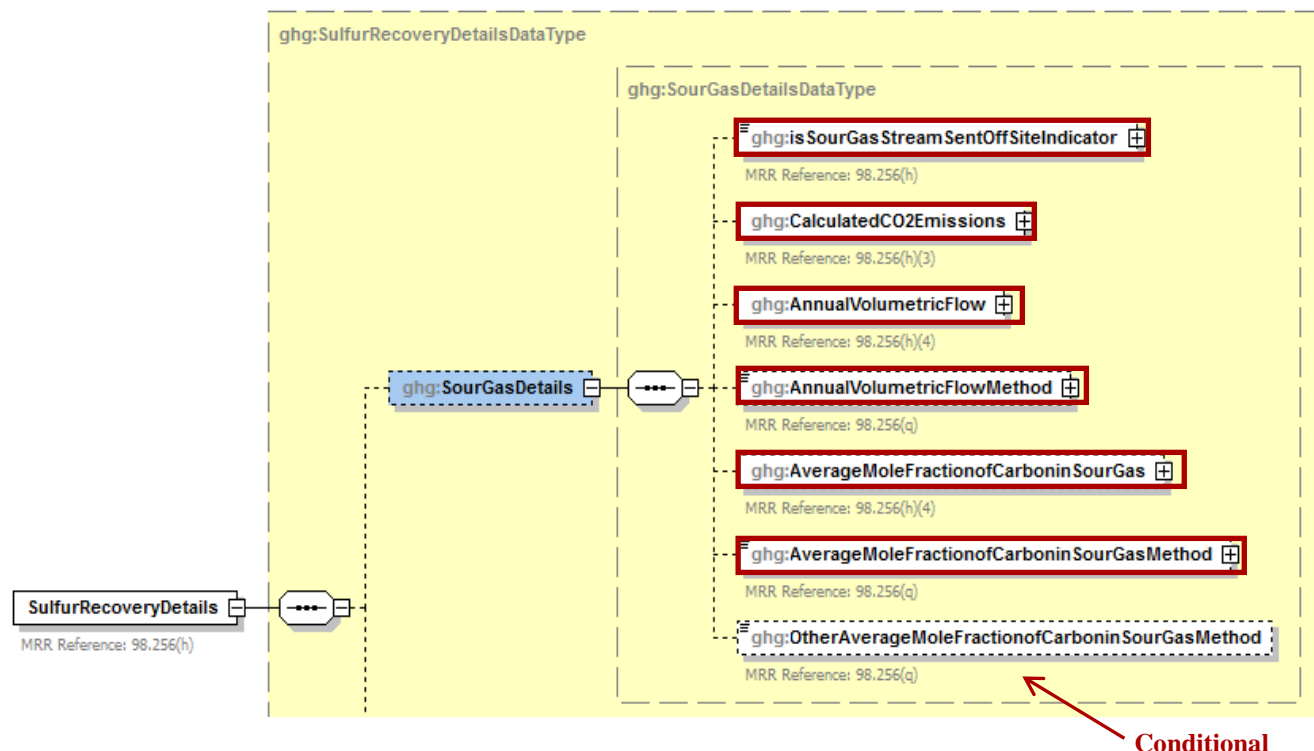 ghg:SulfurRecoveryDetailsDataType
ghg:SourGasDetailsDataType
ghg:isSourGasStreamSentOffSiteIndicator
MRR Reference: 98.256(h)
ghg:CalculatedCO2Emissions
MRR Reference: 98.256(h)(3)
ghg:AnnualVolumetricFlow
MRR Reference: 98.256(h)(4)
ghg:SourGasDetails
ghg:AnnualVolumetricFlowMethod
MRR Reference: 98.256(q)
ghg:AverageMoleFractionofCarboninSourGas
MRR Reference: 98.256(h)(4)
ghg:AverageMoleFractionofCarboninSourGasMethod
MRR Reference: 98.256(q)
SulfurRecoveryDetails
MRR Reference: 98.256(h)
ghg:OtherAverageMoleFractionofCarboninSourGasMethod
MRR Reference: 98.256(q)
Conditional